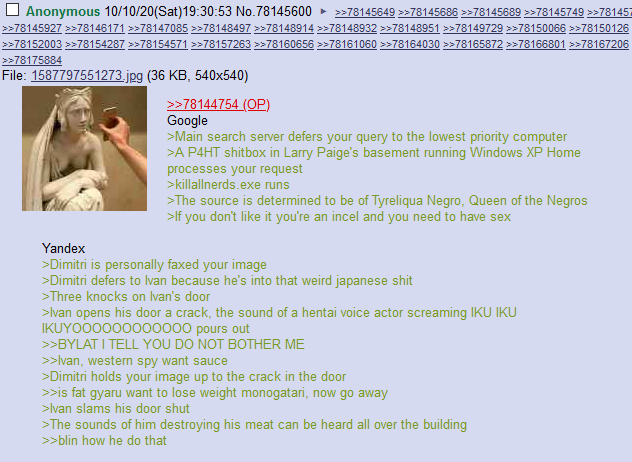 Anonymous 10/10/20(Sat)19:30:53 No.78145600 ► >>78145649 >>78145686 >>78145689 >>78145749 >>781457
>>78145927 >>78146171 >>78147085 >>78148497 >>78148914 >>78148932 >>78148951 >>78149729 >>78150066 >>78150126
>>78152003 >>78154287 >>78154571 >>78157263 >>78160656 >>78161060 >>78164030 >>78165872 >>78166801 >>78167206
>>78175884
File: 1587797551273.jpg (36 KB, 540x540)
>>78144754 (OP)
Google
>Main search server defers your query to the lowest priority computer
>A P4HT shitbox in Larry Paige's basement running Windows XP Home
processes your request
>killallnerds.exe runs
>The source is determined to be of Tyreliqua Negro, Queen of the Negros
>If you don't like it you're an incel and you need to have sex
Yandex
>Dimitri is personally faxed your image
>Dimitri defers to Ivan because he's into that weird japanese shit
>Three knocks on Ivan's door
>Ivan opens his door a crack, the sound of a hentai voice actor screaming IKU IKU
IKUYOOOOOOOOOOOO pours out
>>BYLAT I TELL YOU DO NOT BOTHER ME
>>Ivan, western spy want sauce
>Dimitri holds your image up to the crack in the door
>>is fat gyaru want to lose weight monogatari, now go away
>Ivan slams his door shut
>The sounds of him destroying his meat can be heard all over the building
>>blin how he do that